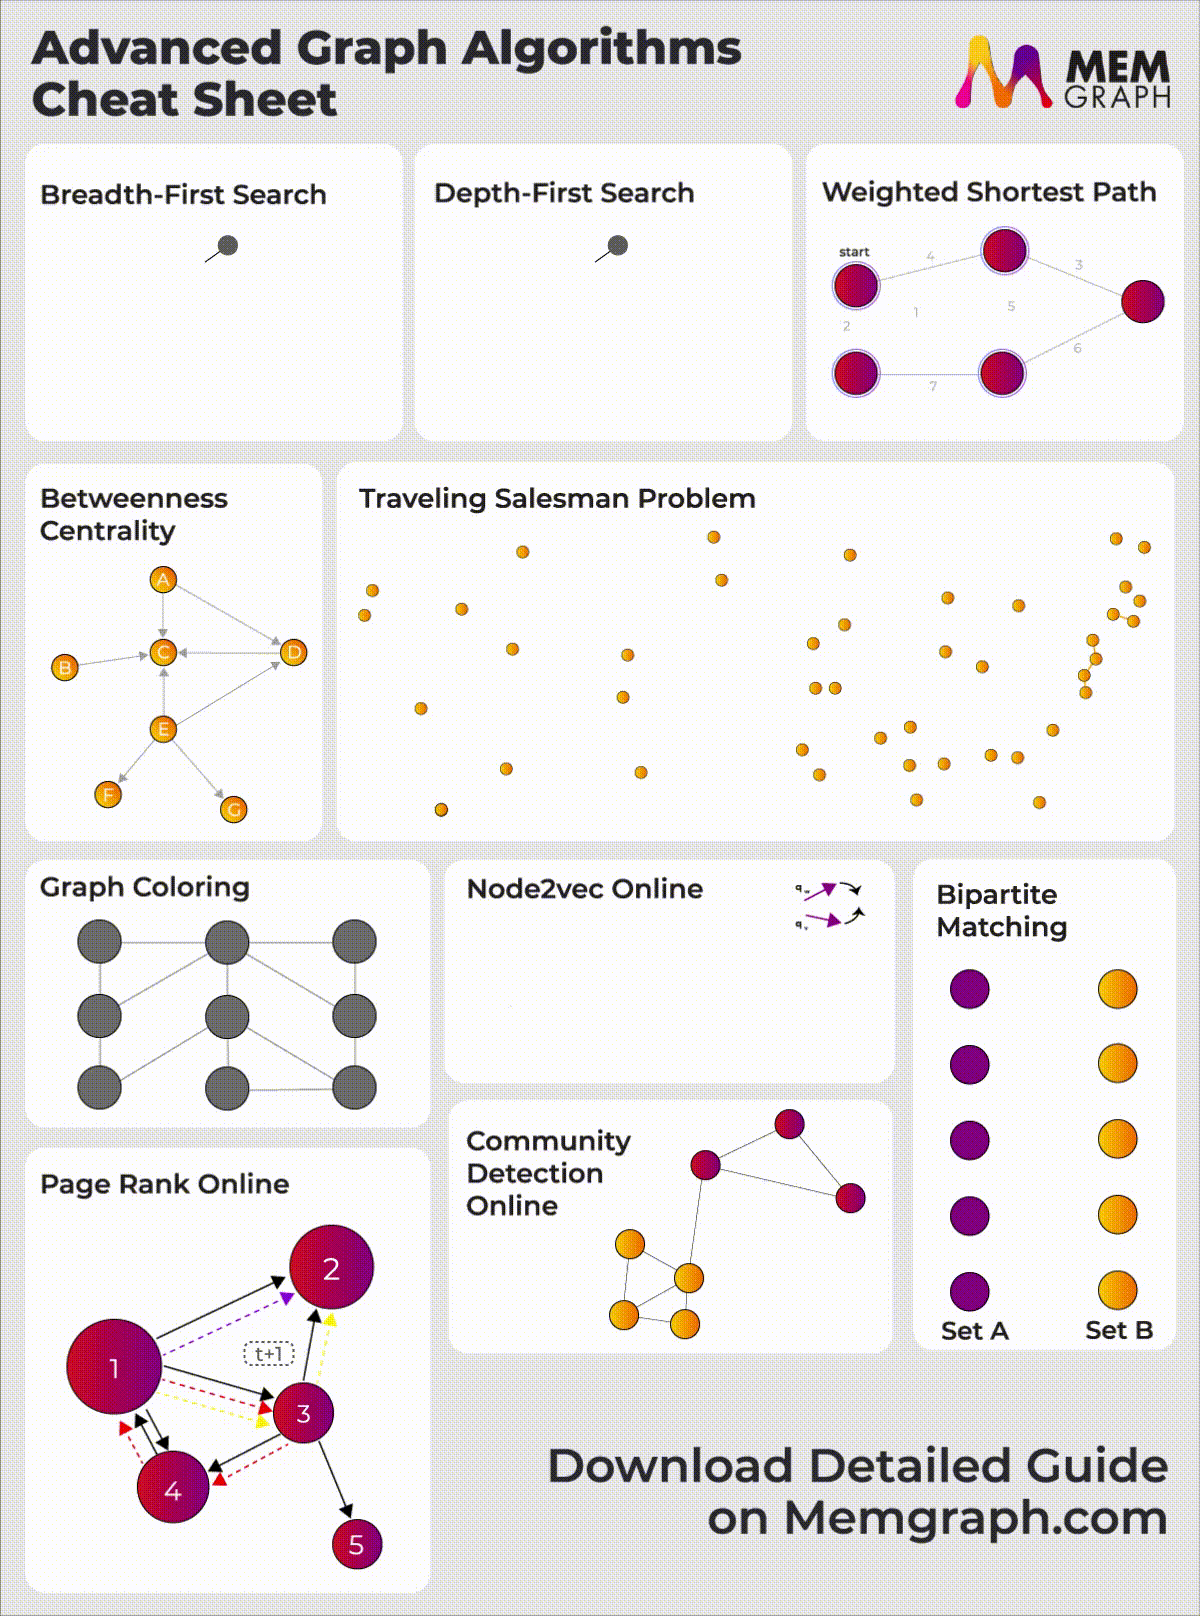 Advanced Graph Algorithms
Cheat Sheet
MEM
GRAPH
Breadth-First Search
Depth-First Search
Weighted Shortest Path
start
4
3
5
1
2
6
7
Betweenness
Centrality
A
B
C
D
E
F
G
Traveling Salesman Problem
Graph Coloring
Node2vec Online
Bipartite
Matching
Set A
Set B
Community
Detection
Online
Page Rank Online
2
t+1
1
3
4
5
Download Detailed Guide
on Memgraph.com